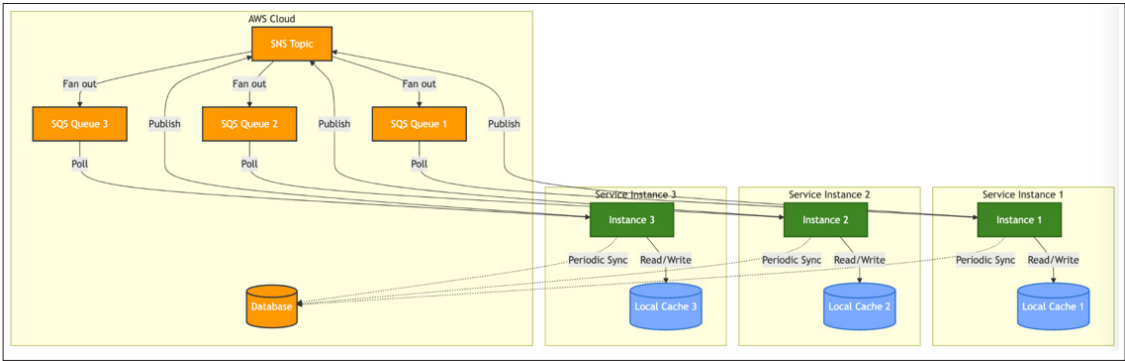 AWS Cloud
SNS Topic
Fan out
Fan out
Fan out
SQS Queue 3
Publish
SQS Queue 2
Publish
SQS Queue 1
Publish
Poll
Poll
Poll
Service Instance 3
Service Instance 2
Service Instance 1
Instance 3
Instance 2
Instance 1
Periodic Sync
Read/Write
Periodic Sync
Read/Write
Periodic Sync
Read/Write
Database
Local Cache 3
Local Cache 2
Local Cache 1